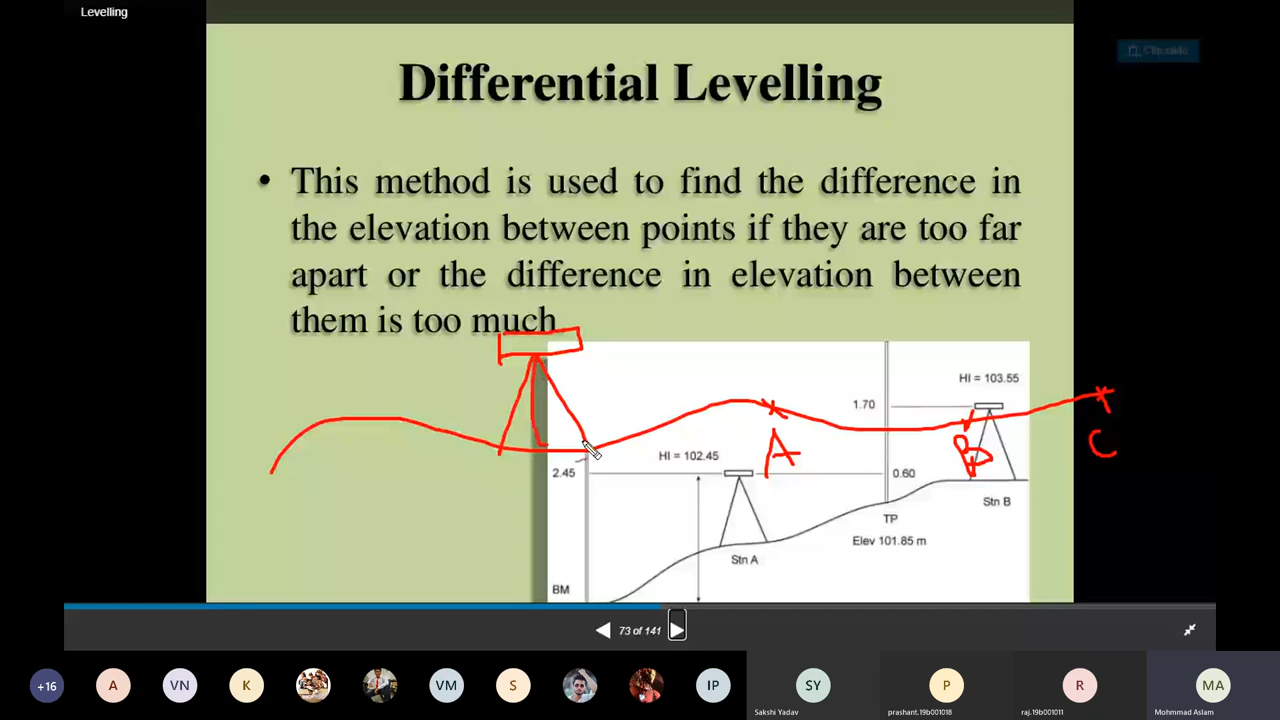 Levelling
Clip slide
Differential Levelling
• This method is used to find the difference in
the elevation between points if they are too far
apart or the difference in elevation between
them is too much
HI = 103.55
1.70
A
B
C
HI = 102.45
2.45
0.60
Stn B
TP
Elev 101.85 m
Stn A
BM
73 of 141
+16
A
VN
K
VM
S
IP
SY
P
R
MA
Sakshi Yadav
prashant.19b001018
raj.19b001011
Mohmmad Aslam